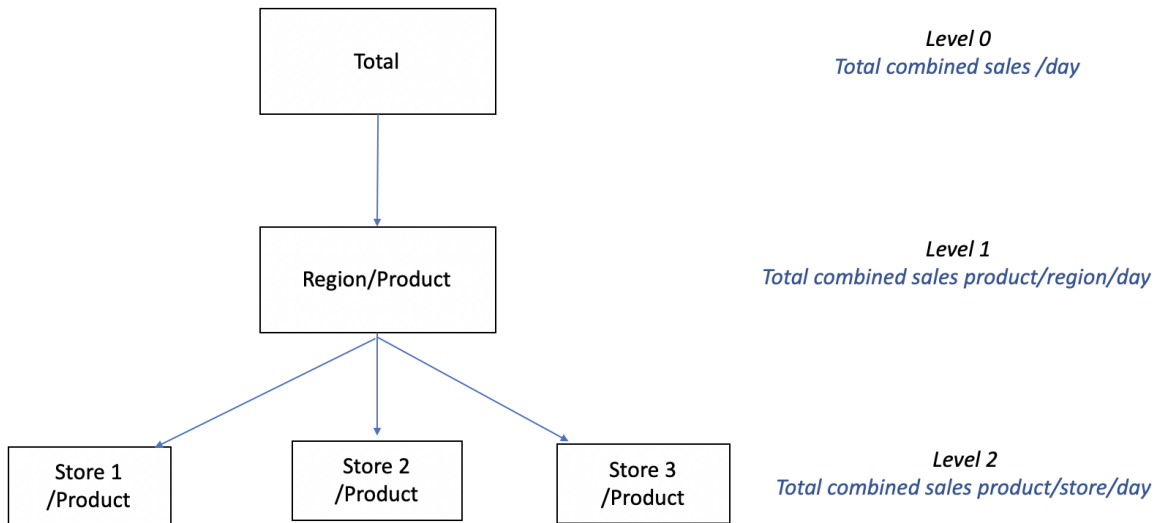 Total
Level 0
Total combined sales /day
Region/Product
Level 1
Total combined sales product/region/day
Store 1
/Product
Store 2
/Product
Store 3
/Product
Level 2
Total combined sales product/store/day